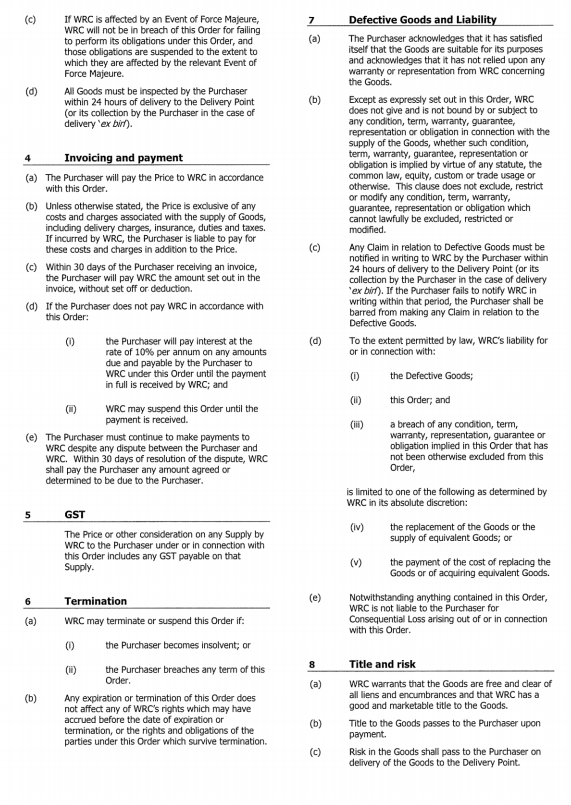 (c) If WRC is affected by an Event of Force Majeure,
WRC will not be in breach of this Order for failing
to perform its obligations under this Order, and
those obligations are suspended to the extent to
which they are affected by the relevant Event of
Force Majeure.
(d) All Goods must be inspected by the Purchaser
within 24 hours of delivery to the Delivery Point
(or its collection by the Purchaser in the case of
delivery 'ex bin').
4 Invoicing and payment
(a) The Purchaser will pay the Price to WRC in accordance
with this Order.
(b) Unless otherwise stated, the Price is exclusive of any
costs and charges associated with the supply of Goods,
including delivery charges, insurance, duties and taxes.
If incurred by WRC, the Purchaser is liable to pay for
these costs and charges in addition to the Price.
(c) Within 30 days of the Purchaser receiving an invoice,
the Purchaser will pay WRC the amount set out in the
invoice, without set off or deduction.
(d) If the Purchaser does not pay WRC in accordance with
this Order:
(i) the Purchaser will pay interest at the
rate of 10% per annum on any amounts
due and payable by the Purchaser to
WRC under this Order until the payment
in full is received by WRC; and
(ii) WRC may suspend this Order until the
payment is received.
(e) The Purchaser must continue to make payments to
WRC despite any dispute between the Purchaser and
WRC. Within 30 days of resolution of the dispute, WRC
shall pay the Purchaser any amount agreed or
determined to be due to the Purchaser.
5 GST
The Price or other consideration on any Supply by
WRC to the Purchaser under or in connection with
this Order includes any GST payable on that
Supply.
6 Termination
(a) WRC may terminate or suspend this Order if:
(i) the Purchaser becomes insolvent; or
(ii) the Purchaser breaches any term of this
Order.
(b) Any expiration or termination of this Order does
not affect any of WRC's rights which may have
accrued before the date of expiration or
termination, or the rights and obligations of the
parties under this Order which survive termination.
7 Defective Goods and Liability
(a) The Purchaser acknowledges that it has satisfied
itself that the Goods are suitable for its purposes
and acknowledges that it has not relied upon any
warranty or representation from WRC concerning
the Goods.
(b) Except as expressly set out in this Order, WRC
does not give and is not bound by or subject to
any condition, term, warranty, guarantee,
representation or obligation in connection with the
supply of the Goods, whether such condition,
term, warranty, guarantee, representation or
obligation is implied by virtue of any statute, the
common law, equity, custom or trade usage or
otherwise. This clause does not exclude, restrict
or modify any condition, term, warranty,
guarantee, representation or obligation which
cannot lawfully be excluded, restricted or
modified.
(c) Any Claim in relation to Defective Goods must be
notified in writing to WRC by the Purchaser within
24 hours of delivery to the Delivery Point (or its
collection by the Purchaser in the case of delivery
'ex bin'). If the Purchaser fails to notify WRC in
writing within that period, the Purchaser shall be
barred from making any Claim in relation to the
Defective Goods.
(d) To the extent permitted by law, WRC's liability for
or in connection with:
(i) the Defective Goods;
(ii) this Order; and
(iii) a breach of any condition, term,
warranty, representation, guarantee or
obligation implied in this Order that has
not been otherwise excluded from this
Order,
is limited to one of the following as determined by
WRC in its absolute discretion:
(iv) the replacement of the Goods or the
supply of equivalent Goods; or
(v) the payment of the cost of replacing the
Goods or of acquiring equivalent Goods.
(e) Notwithstanding anything contained in this Order,
WRC is not liable to the Purchaser for
Consequential Loss arising out of or in connection
with this Order.
8 Title and risk
(a) WRC warrants that the Goods are free and clear of
all liens and encumbrances and that WRC has a
good and marketable title to the Goods.
(b) Title to the Goods passes to the Purchaser upon
payment.
(c) Risk in the Goods shall pass to the Purchaser on
delivery of the Goods to the Delivery Point.